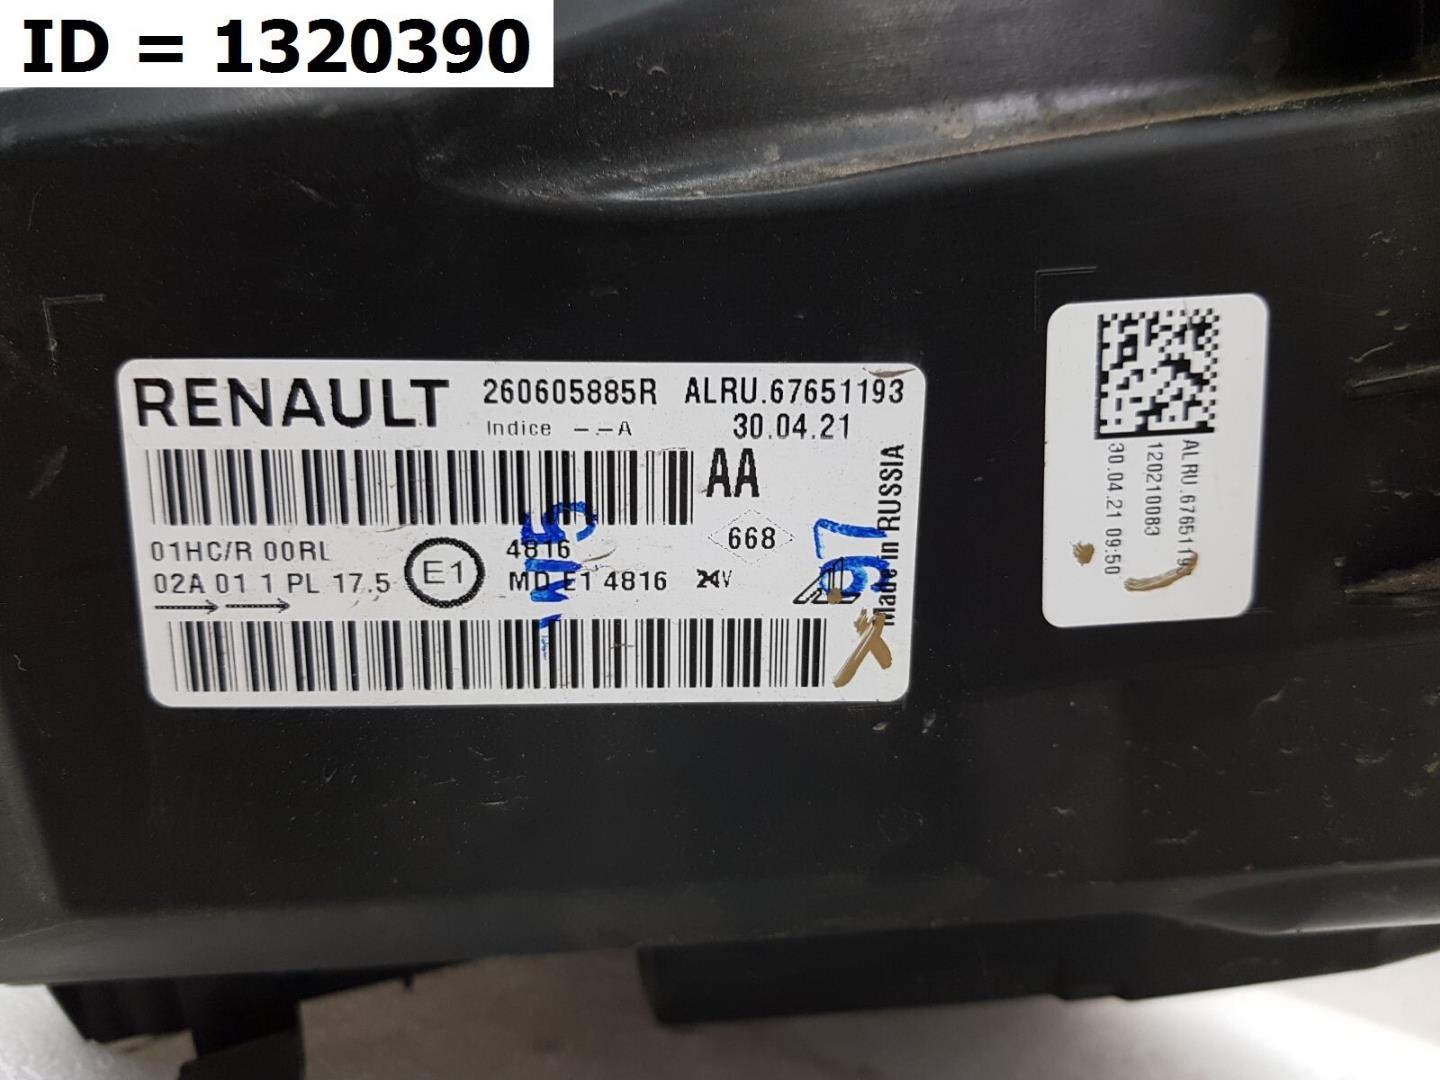 ID = 1320390
RENAULT 260605885R ALRU.67651193
Indice -.-A 30.04.21
AA
01HC/R 00RL 4816 668
02A 01 1 PL 17.5 E1 MD E1 4816 24V
Made in RUSSIA
97
ALRU.6765119
120210083
30.04.21 09:50